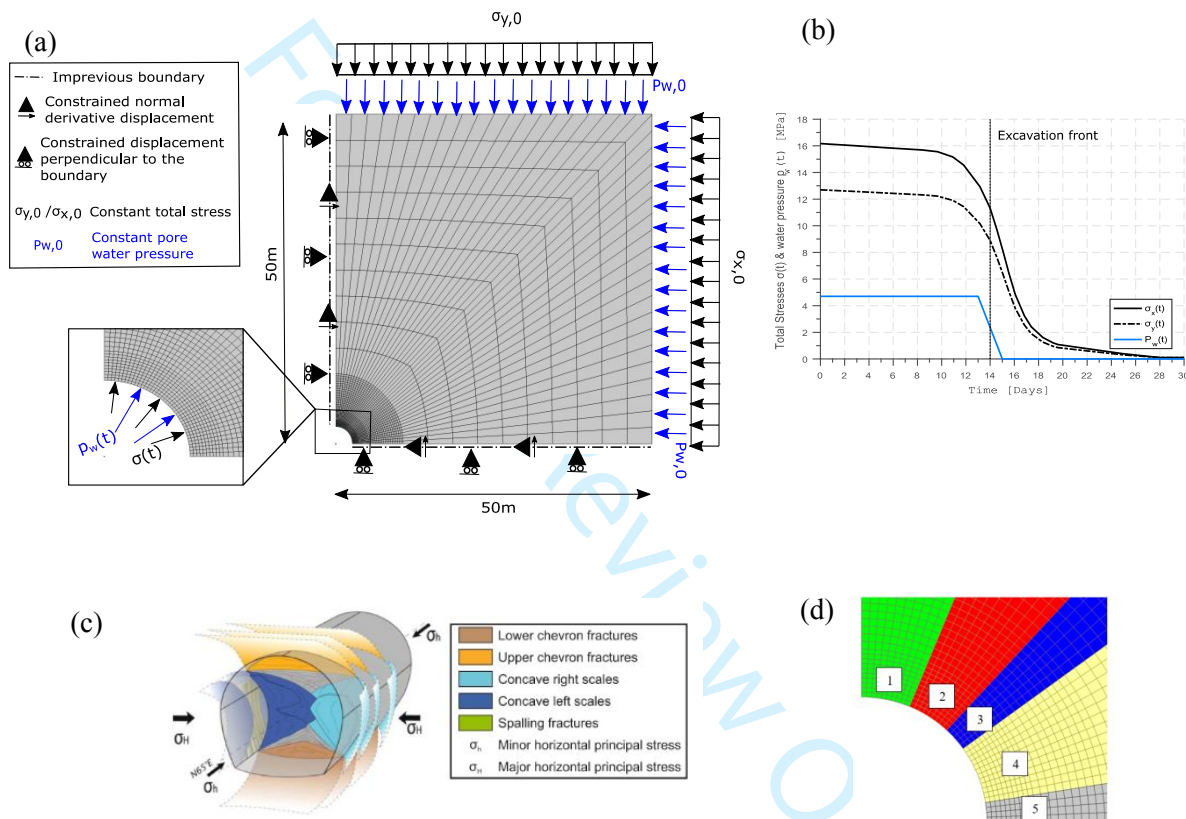 (a)
Imprevious boundary
Constrained normal
derivative displacement
Constrained displacement
perpendicular to the
boundary
σy,0 /σx,0 Constant total stress
Pw,0 Constant pore
water pressure
σy,0
Pw,0
50m
σx,0
Pw,0
50m
pw(t)
σ(t)
(b)
Total Stresses σ(t) & water pressure pw(t) [MPa]
18
16
14
12
10
8
6
4
2
0
Excavation front
σx(t)
σy(t)
Pw(t)
0 2 4 6 8 10 12 14 16 18 20 22 24 26 28 30
Time [Days]
(c)
σh
σH
σH
N65°E
σh
Lower chevron fractures
Upper chevron fractures
Concave right scales
Concave left scales
Spalling fractures
σh Minor horizontal principal stress
σH Major horizontal principal stress
(d)
1
2
3
4
5